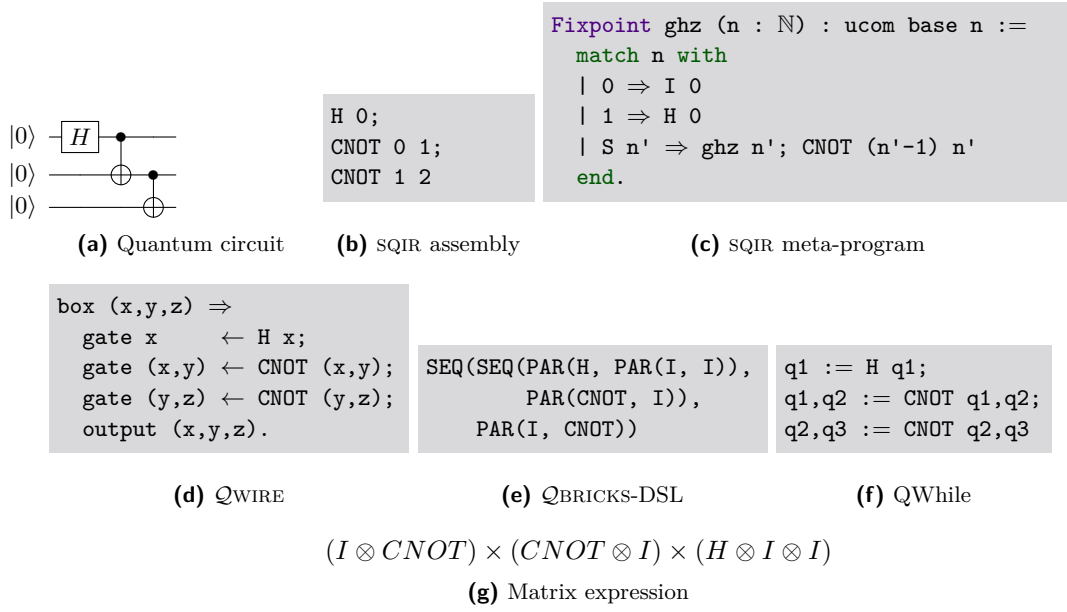 |0⟩ H
|0⟩
|0⟩
(a) Quantum circuit
H 0;
CNOT 0 1;
CNOT 1 2
(b) SQIR assembly
Fixpoint ghz (n : ℕ) : ucom base n :=
  match n with
  | 0 ⇒ I 0
  | 1 ⇒ H 0
  | S n' ⇒ ghz n'; CNOT (n'-1) n'
  end.
(c) SQIR meta-program
box (x,y,z) ⇒
  gate x     ← H x;
  gate (x,y) ← CNOT (x,y);
  gate (y,z) ← CNOT (y,z);
  output (x,y,z).
(d) 𝒬WIRE
SEQ(SEQ(PAR(H, PAR(I, I)),
        PAR(CNOT, I)),
    PAR(I, CNOT))
(e) 𝒬BRICKS-DSL
q1 := H q1;
q1,q2 := CNOT q1,q2;
q2,q3 := CNOT q2,q3
(f) QWhile
(I ⊗ CNOT) × (CNOT ⊗ I) × (H ⊗ I ⊗ I)
(g) Matrix expression